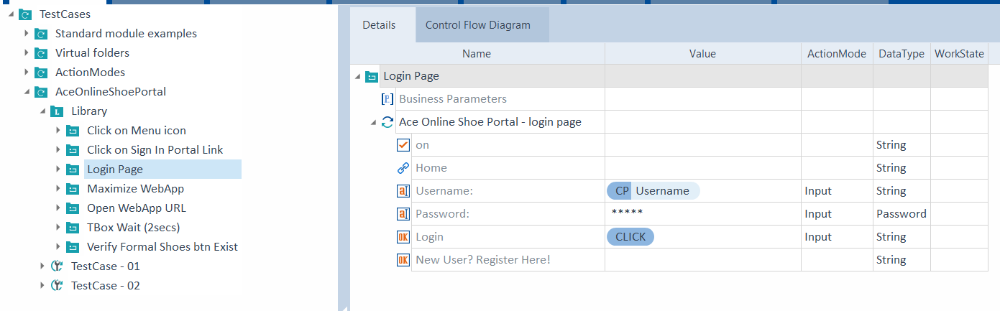 TestCases
Standard module examples
Virtual folders
ActionModes
AceOnlineShoePortal
L Library
Click on Menu icon
Click on Sign In Portal Link
Login Page
Maximize WebApp
Open WebApp URL
TBox Wait (2secs)
Verify Formal Shoes btn Exist
TestCase - 01
TestCase - 02
Details Control Flow Diagram
Name Value ActionMode DataType WorkState
Login Page
[P] Business Parameters
Ace Online Shoe Portal - login page
on String
Home String
a Username: CP Username Input String
a Password: ***** Input Password
OK Login CLICK Input String
OK New User? Register Here! String